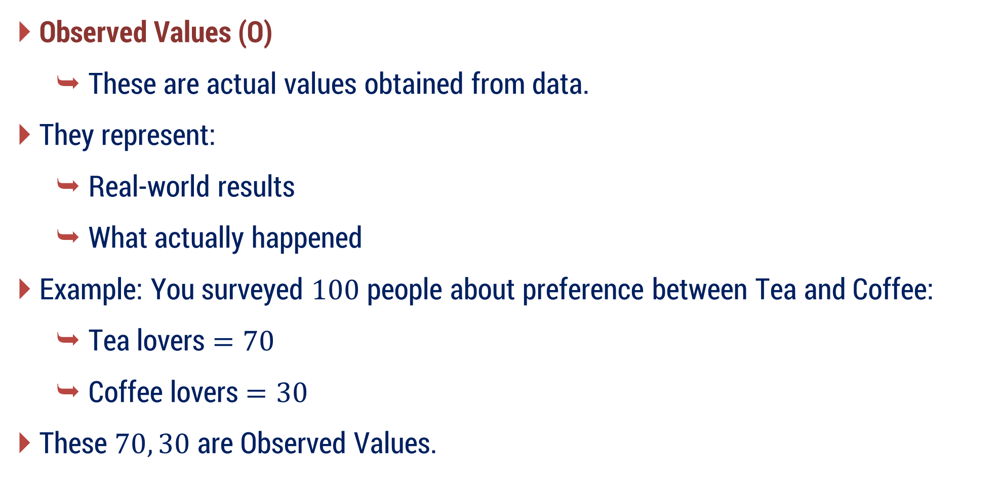 Observed Values (O)
These are actual values obtained from data.
They represent:
Real-world results
What actually happened
Example: You surveyed 100 people about preference between Tea and Coffee:
Tea lovers = 70
Coffee lovers = 30
These 70, 30 are Observed Values.